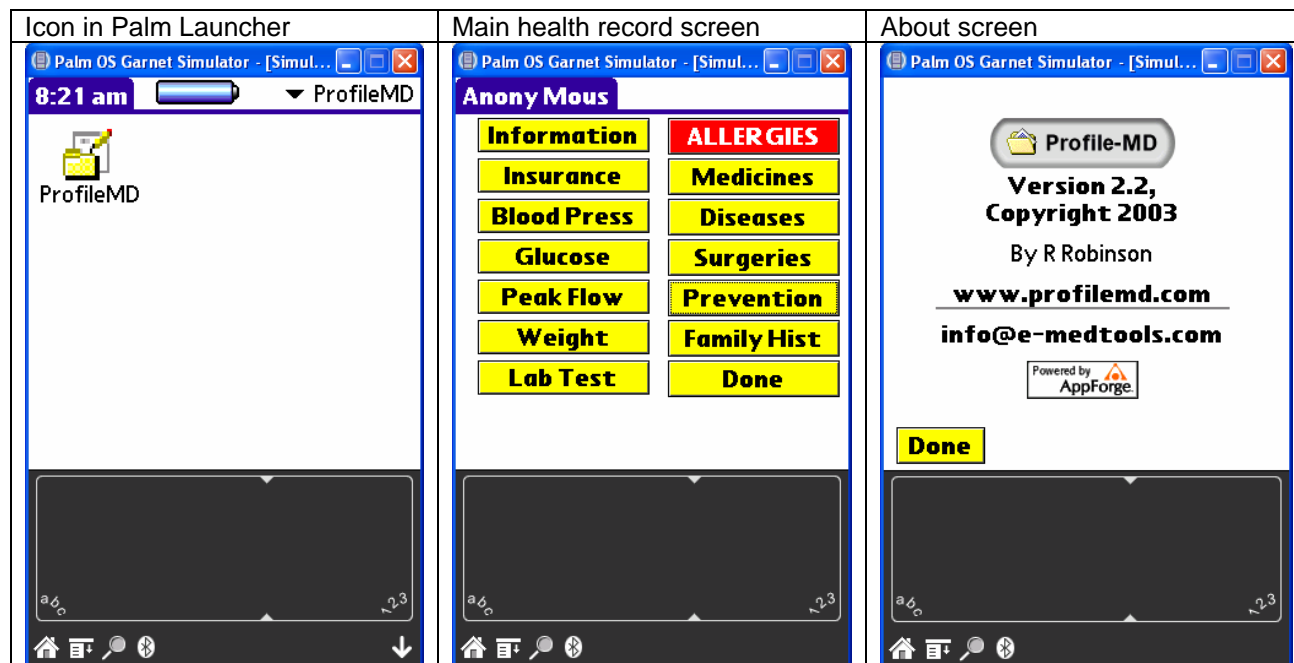 Icon in Palm Launcher
Palm OS Garnet Simulator - [Simul...
8:21 am
ProfileMD
ProfileMD
abc
123
Main health record screen
Palm OS Garnet Simulator - [Simul...
Anony Mous
Information
ALLERGIES
Insurance
Medicines
Blood Press
Diseases
Glucose
Surgeries
Peak Flow
Prevention
Weight
Family Hist
Lab Test
Done
abc
123
About screen
Palm OS Garnet Simulator - [Simul...
Profile-MD
Version 2.2,
Copyright 2003
By R Robinson
www.profilemd.com
info@e-medtools.com
Powered by
AppForge.
Done
abc
123